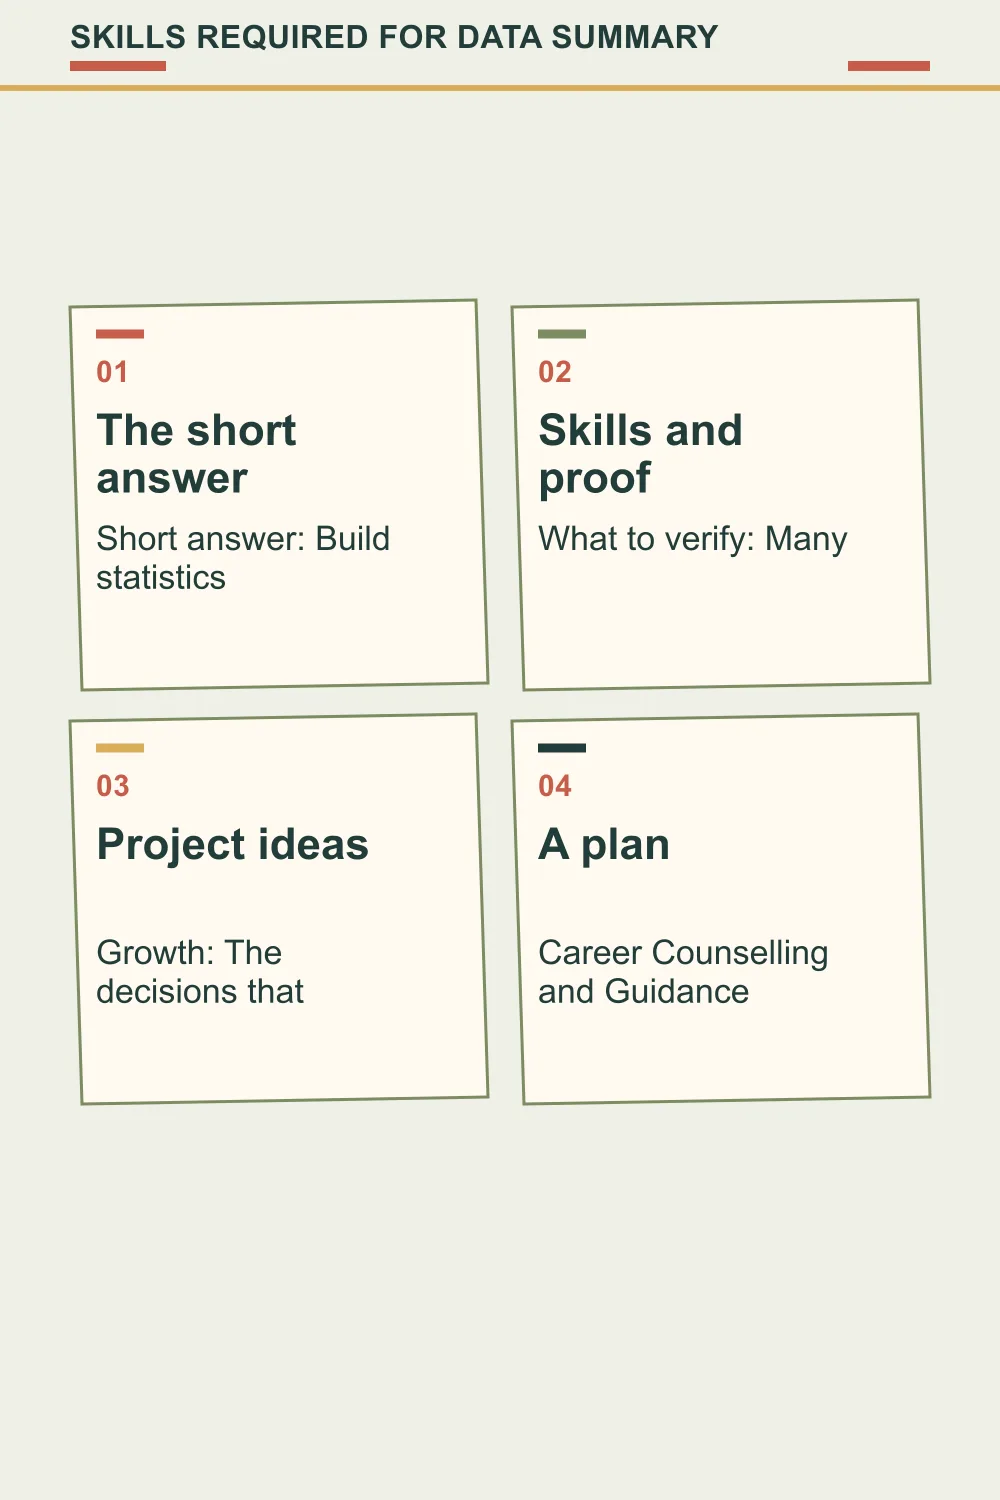 SKILLS REQUIRED FOR DATA SUMMARY
01
The short
answer
Short answer: Build
statistics
02
Skills and
proof
What to verify: Many
03
Project ideas
Growth: The
decisions that
04
A plan
Career Counselling
and Guidance